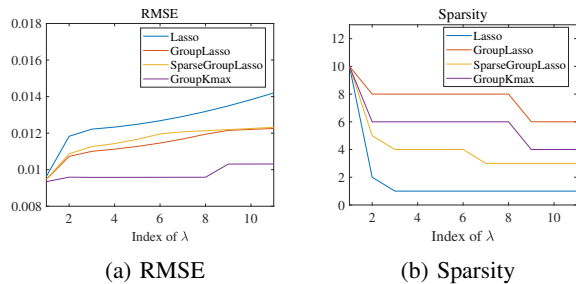 RMSE
0.018
0.016
0.014
0.012
0.01
0.008
Lasso
GroupLasso
SparseGroupLasso
GroupKmax
2 4 6 8 10
Index of λ
(a) RMSE
Sparsity
12
10
8
6
4
2
0
Lasso
GroupLasso
SparseGroupLasso
GroupKmax
2 4 6 8 10
Index of λ
(b) Sparsity